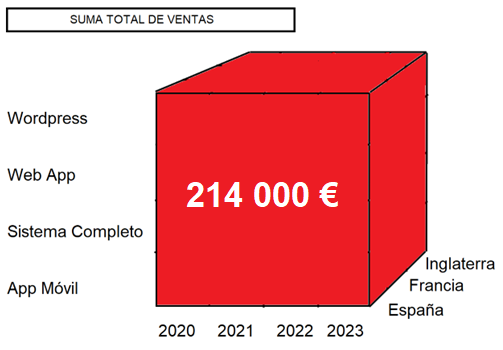 SUMA TOTAL DE VENTAS
Wordpress
214 000 €
Web App
Sistema Completo
App Móvil
Inglaterra
Francia
España
2020 2021 2022 2023